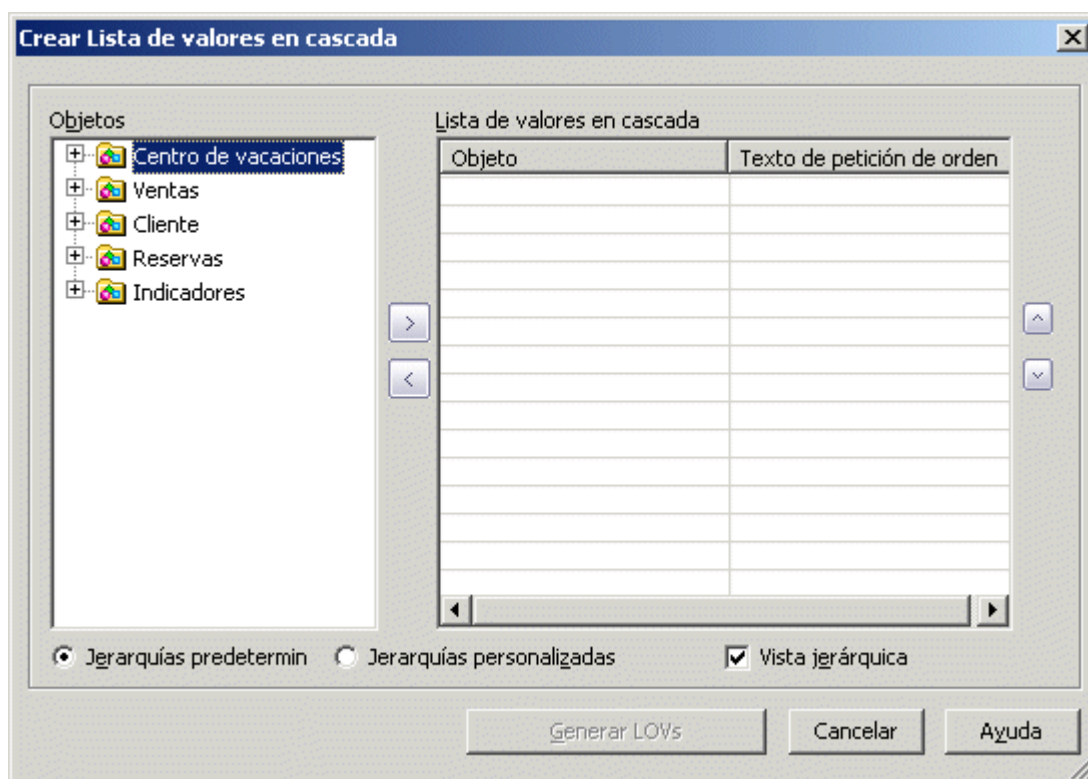 Crear Lista de valores en cascada
Objetos
Centro de vacaciones
Ventas
Cliente
Reservas
Indicadores
Lista de valores en cascada
Objeto
Texto de petición de orden
Jerarquías predetermin
Jerarquías personalizadas
Vista jerárquica
Generar LOVs
Cancelar
Ayuda